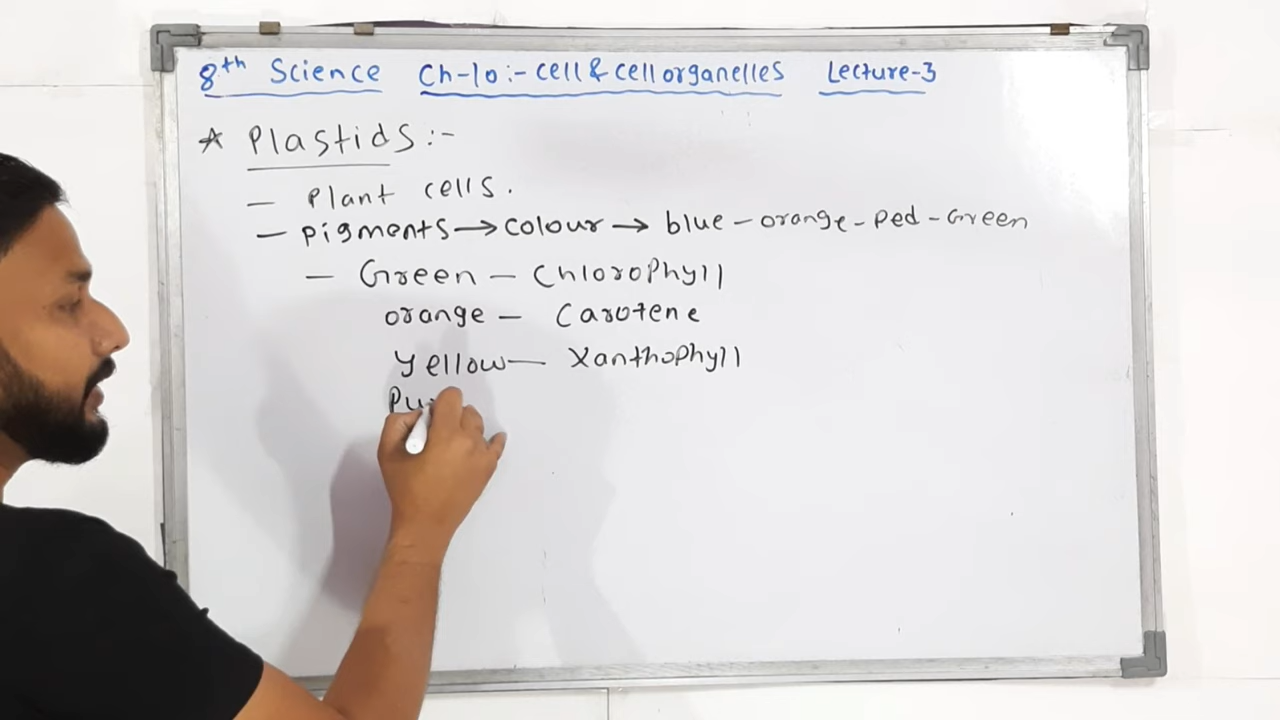 8th Science Ch-10:- cell & cell organelles Lecture-3
* Plastids:-
- Plant cells.
- pigments → colour → blue - orange - Red - Green
- Green - Chlorophyll
orange - Carotene
Yellow - Xanthophyll